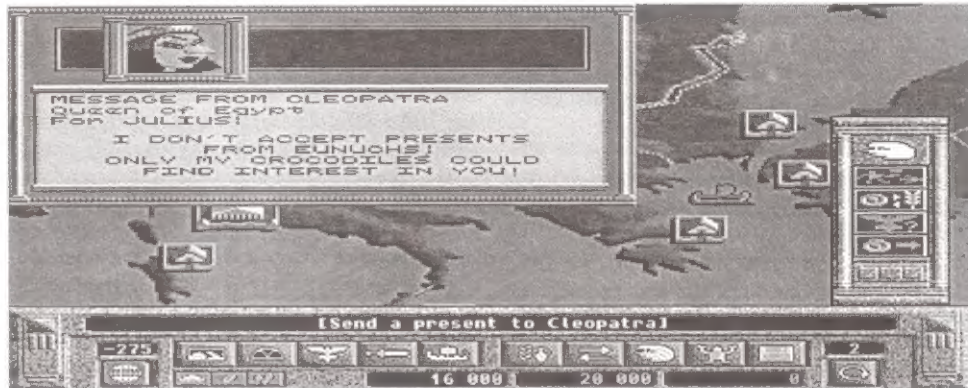 MESSAGE FROM CLEOPATRA
Queen of Egypt
For JULIUS!
I DON'T ACCEPT PRESENTS
FROM EUNUOHS!
ONLY MY CROCODILES COULD
FIND INTEREST IN YOU!
[Send a present to Cleopatra]
-275
2
16 000
20 000
0